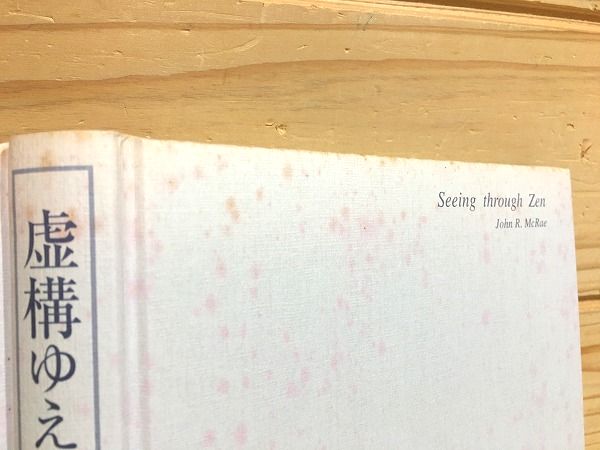 虚構ゆえ
Seeing through Zen
John R. McRae